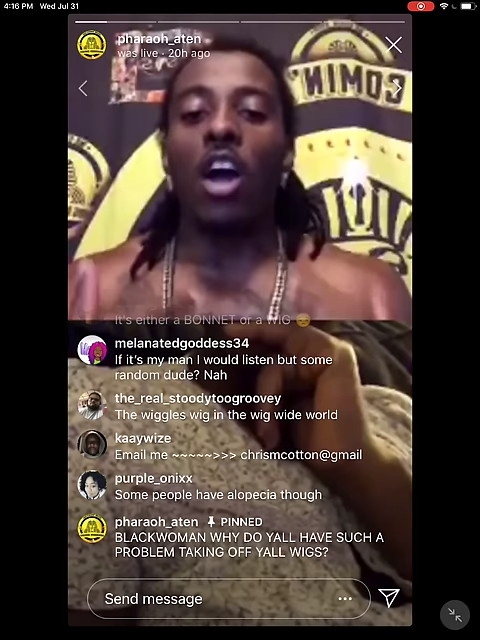 4:16 PM Wed Jul 31
pharaoh_aten
was live · 20h ago
COMIN'
It's either a BONNET or a WIG 😔
melanatedgoddess34
If it's my man I would listen but some
random dude? Nah
the_real_stoodytoogroovey
The wiggles wig in the wig wide world
kaaywize
Email me ~~~~~>>> chrismcotton@gmail
purple_onixx
Some people have alopecia though
pharaoh_aten 📌 PINNED
BLACKWOMAN WHY DO YALL HAVE SUCH A
PROBLEM TAKING OFF YALL WIGS?
Send message